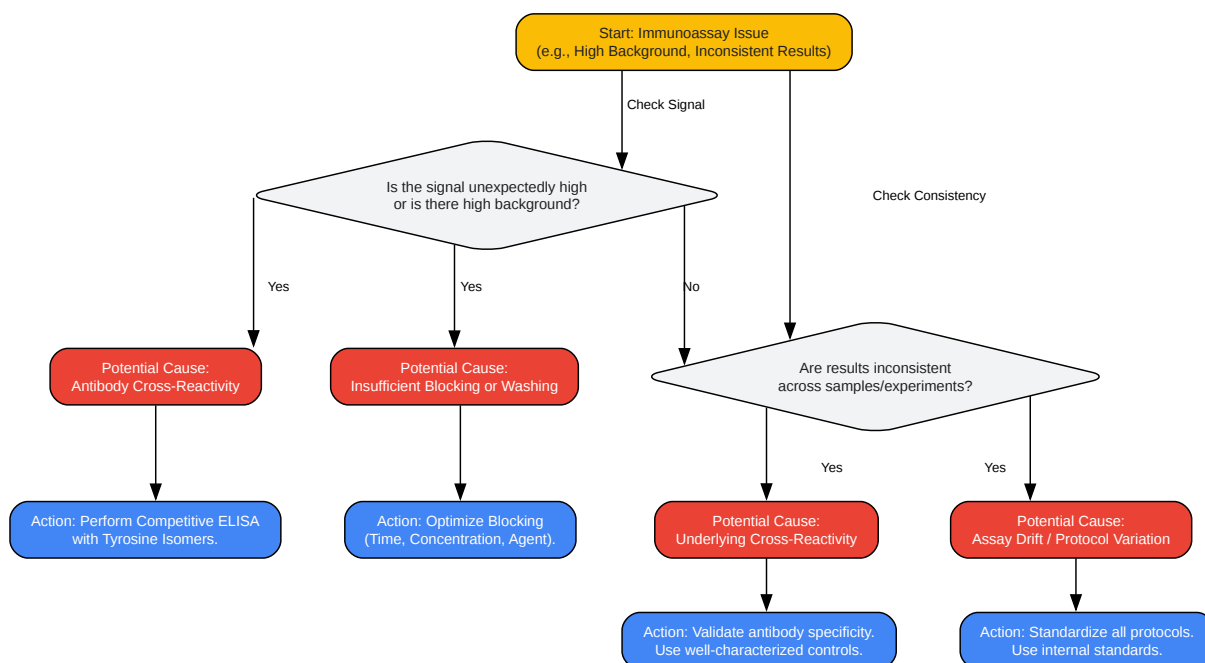 Start: Immunoassay Issue
(e.g., High Background, Inconsistent Results)
Check Signal
Is the signal unexpectedly high
or is there high background?
Check Consistency
Yes
Yes
No
Potential Cause:
Antibody Cross-Reactivity
Potential Cause:
Insufficient Blocking or Washing
Are results inconsistent
across samples/experiments?
Yes
Yes
Action: Perform Competitive ELISA
with Tyrosine Isomers.
Action: Optimize Blocking
(Time, Concentration, Agent).
Potential Cause:
Underlying Cross-Reactivity
Potential Cause:
Assay Drift / Protocol Variation
Action: Validate antibody specificity.
Use well-characterized controls.
Action: Standardize all protocols.
Use internal standards.